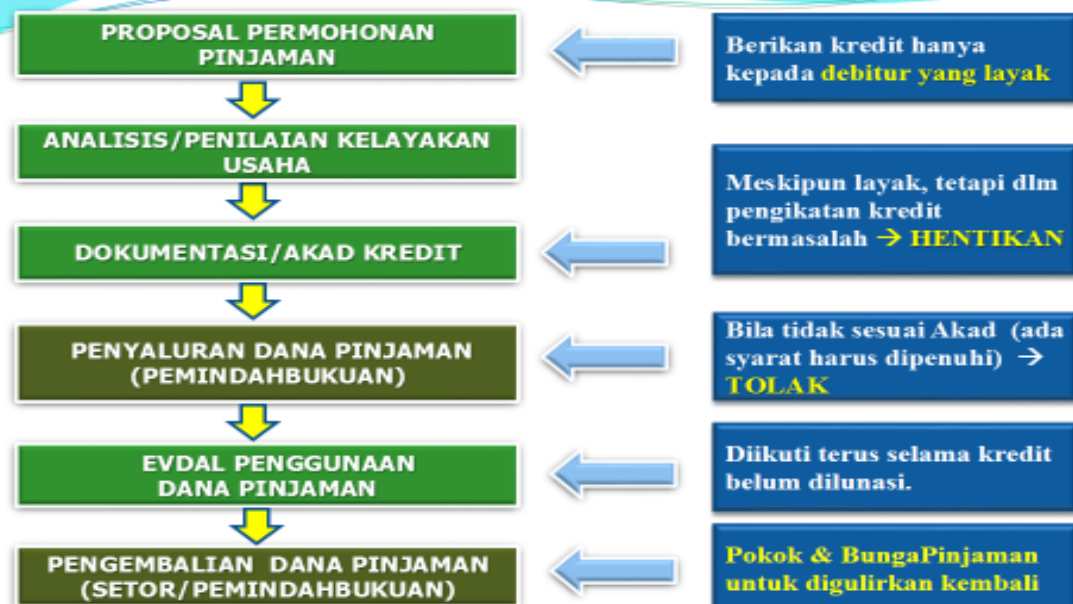 PROPOSAL PERMOHONAN
PINJAMAN
Berikan kredit hanya
kepada debitur yang layak
ANALISIS/PENILAIAN KELAYAKAN
USAHA
Meskipun layak, tetapi dlm
pengikatan kredit
bermasalah → HENTIKAN
DOKUMENTASI/AKAD KREDIT
PENYALURAN DANA PINJAMAN
(PEMINDAHBUKUAN)
Bila tidak sesuai Akad (ada
syarat harus dipenuhi) →
TOLAK
EVDAL PENGGUNAAN
DANA PINJAMAN
Diikuti terus selama kredit
belum dilunasi.
PENGEMBALIAN DANA PINJAMAN
(SETOR/PEMINDAHBUKUAN)
Pokok & BungaPinjaman
untuk digulirkan kembali